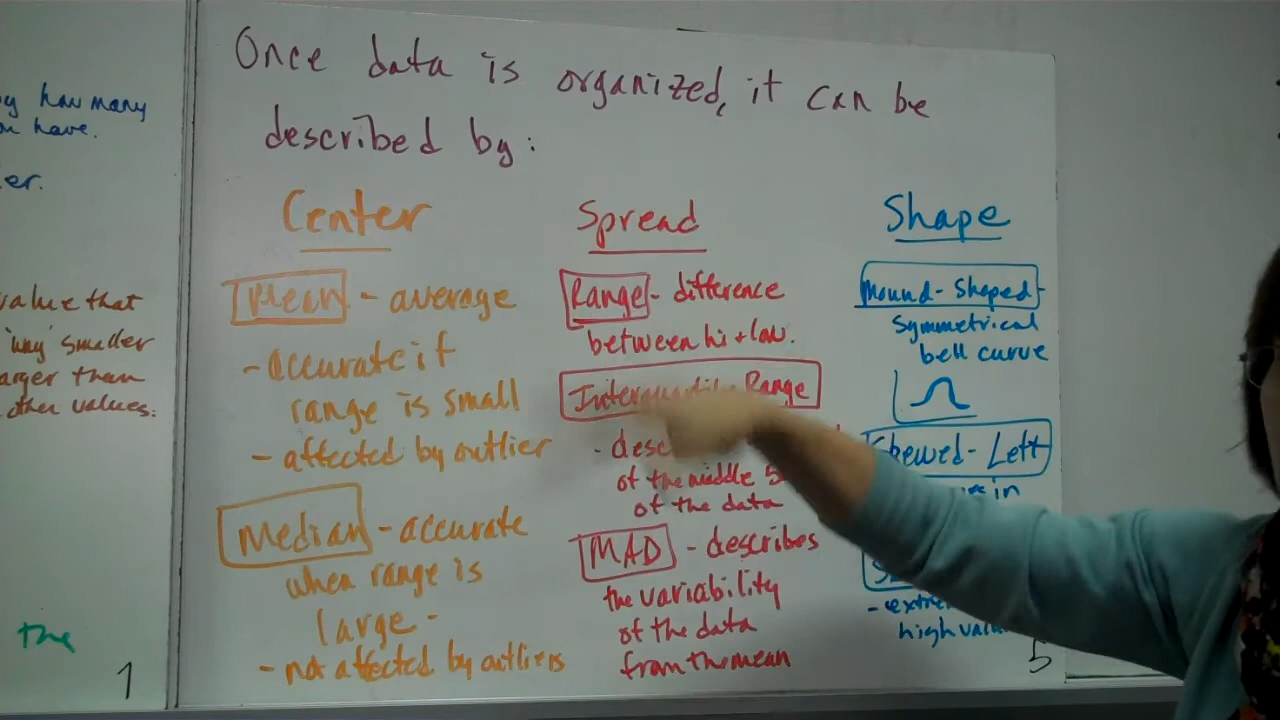 y how many
have.
er.
value that
smaller
than
other values.
the
1
Once data is organized, it can be
described by:
Center
Mean - average
- accurate if
range is small
- affected by outlier
Median - accurate
when range is
large -
- not affected by outliers
Spread
Range - difference
between hi + low.
Range
- desc
of the middle 5
of the data
MAD - describes
the variability
of the data
from the mean
Shape
Mound-Shaped-
Symmetrical
bell curve
Skewed-Left
in
S
- extre
high valu
5